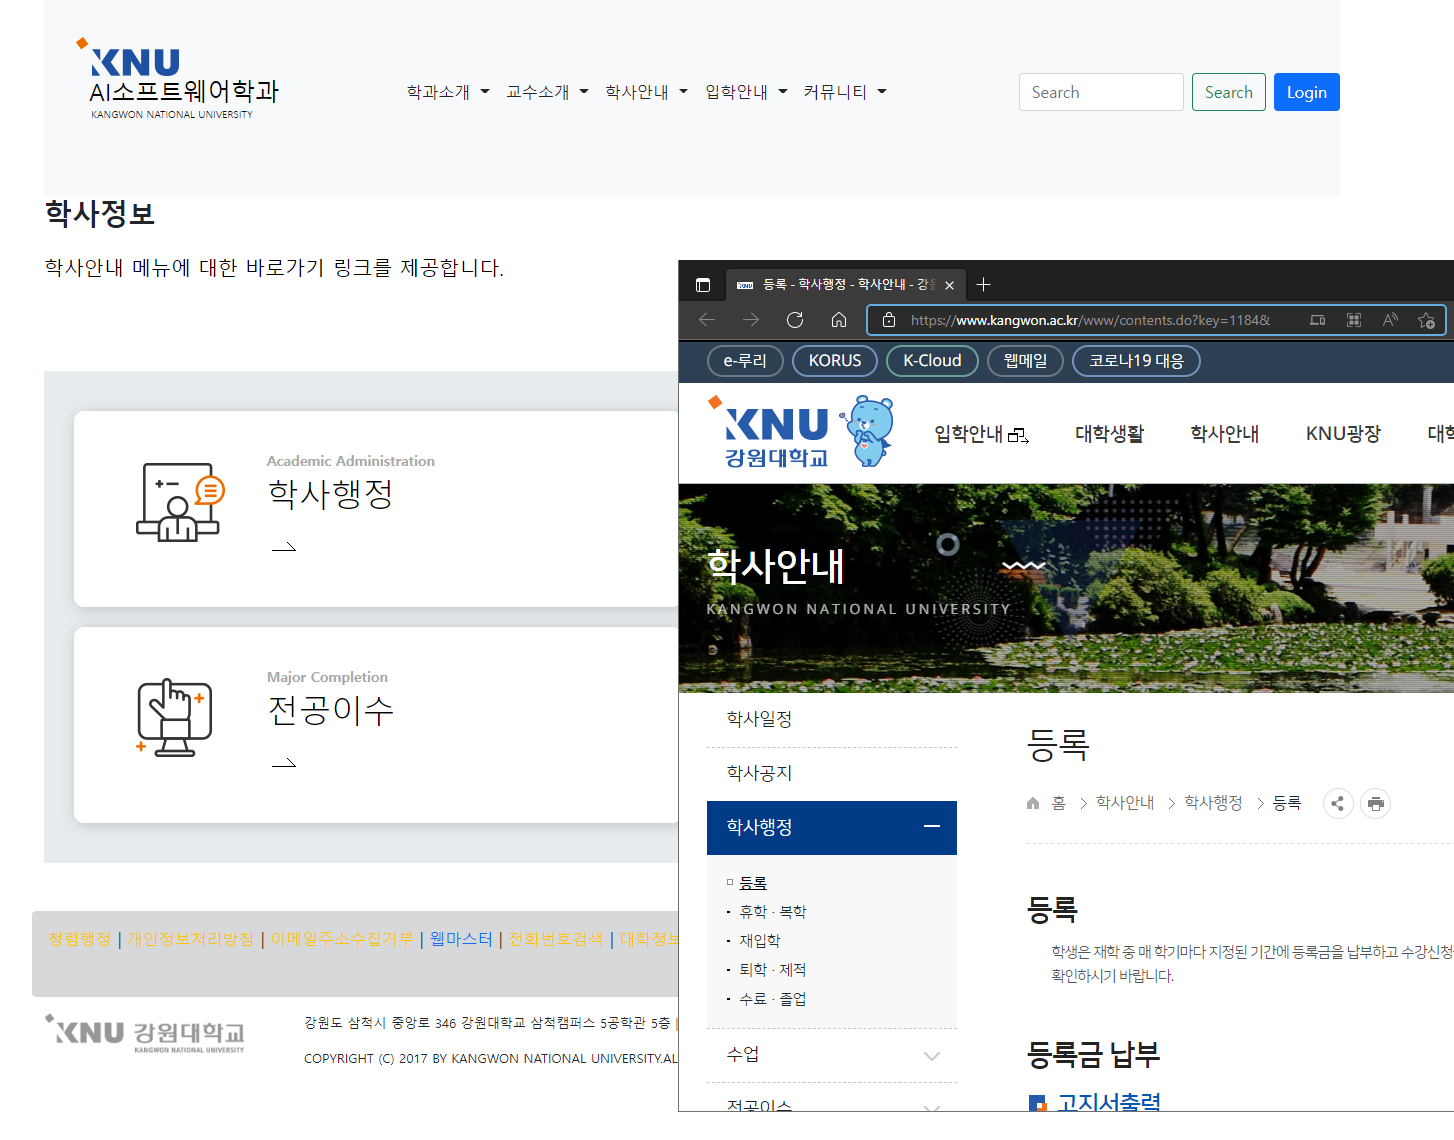 KNU
AI소프트웨어학과
KANGWON NATIONAL UNIVERSITY
학과소개 교수소개 학사안내 입학안내 커뮤니티
Search Search Login
학사정보
학사안내 메뉴에 대한 바로가기 링크를 제공합니다.
Academic Administration
학사행정
Major Completion
전공이수
청렴행정 | 개인정보처리방침 | 이메일주소수집거부 | 웹마스터 | 전화번호검색 | 대학정보
KNU 강원대학교
KANGWON NATIONAL UNIVERSITY
강원도 삼척시 중앙로 346 강원대학교 삼척캠퍼스 5공학관 5층 |
COPYRIGHT (C) 2017 BY KANGWON NATIONAL UNIVERSITY.AL
KNU 등록 - 학사행정 - 학사안내 - 강원
https://www.kangwon.ac.kr/www/contents.do?key=1184&
e-루리 KORUS K-Cloud 웹메일 코로나19 대응
KNU
강원대학교
입학안내 대학생활 학사안내 KNU광장
학사안내
KANGWON NATIONAL UNIVERSITY
학사일정
학사공지
학사행정
등록
휴학 · 복학
재입학
퇴학 · 제적
수료 · 졸업
수업
전공이수
등록
홈 > 학사안내 > 학사행정 > 등록
등록
학생은 재학 중 매 학기마다 지정된 기간에 등록금을 납부하고 수강신청
확인하시기 바랍니다.
등록금 납부
고지서출력